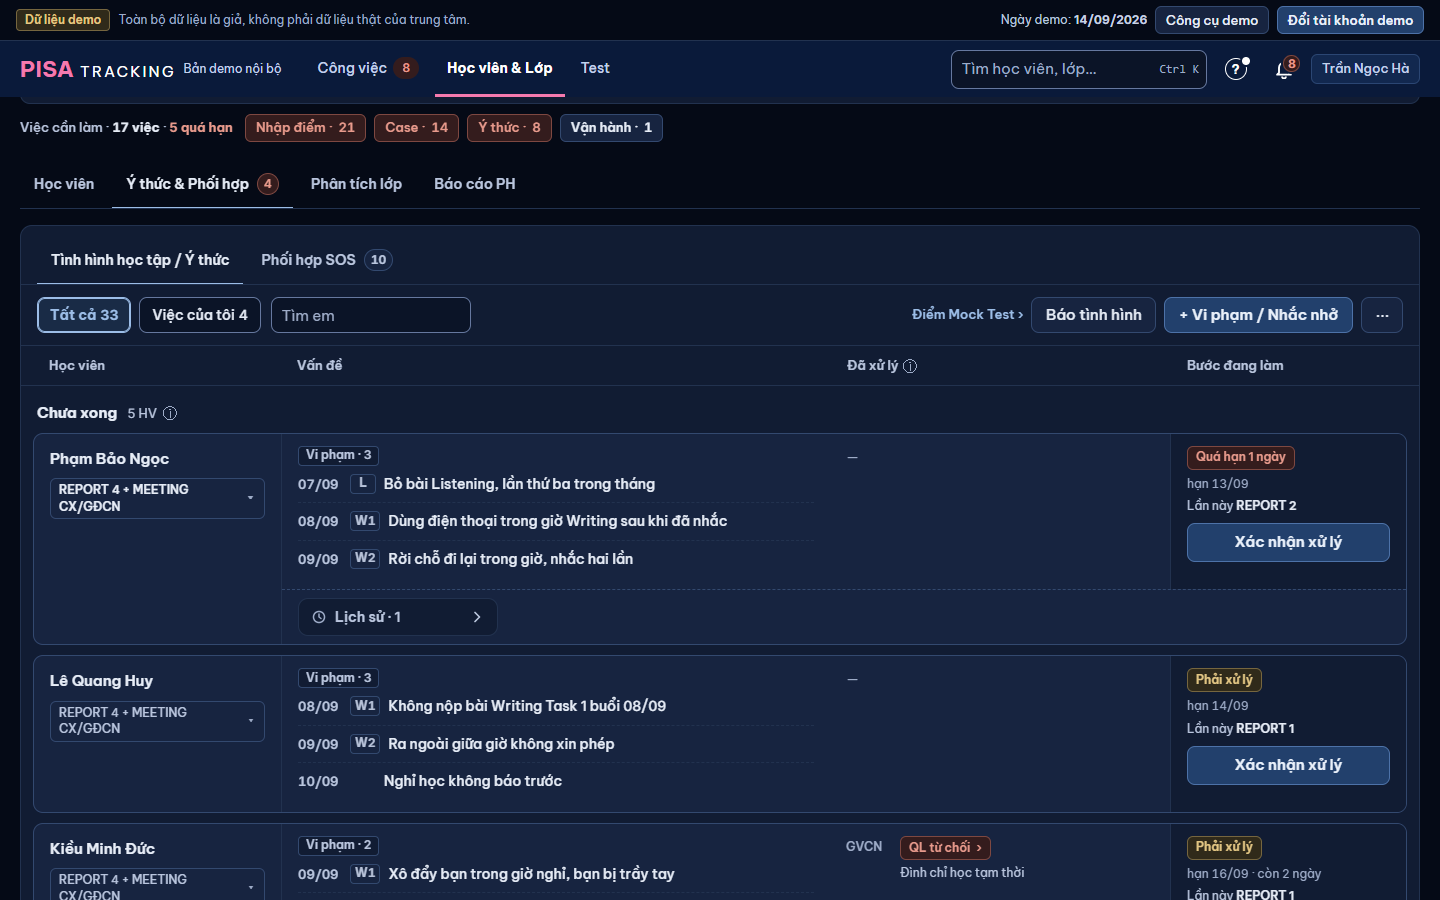 Dữ liệu demo Toàn bộ dữ liệu là giả, không phải dữ liệu thật của trung tâm. Ngày demo: 14/09/2026 Công cụ demo Đổi tài khoản demo
PISA TRACKING Bản demo nội bộ Công việc 8 Học viên & Lớp Test Tìm học viên, lớp... Ctrl K ? 8 Trần Ngọc Hà
Việc cần làm · 17 việc · 5 quá hạn Nhập điểm · 21 Case · 14 Ý thức · 8 Vận hành · 1
Học viên Ý thức & Phối hợp 4 Phân tích lớp Báo cáo PH
Tình hình học tập / Ý thức Phối hợp SOS 10
Tất cả 33 Việc của tôi 4 Tìm em Điểm Mock Test › Báo tình hình + Vi phạm / Nhắc nhở ...
Học viên Vấn đề Đã xử lý ⓘ Bước đang làm
Chưa xong 5 HV ⓘ
Phạm Bảo Ngọc
REPORT 4 + MEETING
CX/GĐCN
Vi phạm · 3
07/09 L Bỏ bài Listening, lần thứ ba trong tháng
08/09 W1 Dùng điện thoại trong giờ Writing sau khi đã nhắc
09/09 W2 Rời chỗ đi lại trong giờ, nhắc hai lần
—
Quá hạn 1 ngày
hạn 13/09
Lần này REPORT 2
Xác nhận xử lý
Lịch sử · 1
Lê Quang Huy
REPORT 4 + MEETING
CX/GĐCN
Vi phạm · 3
08/09 W1 Không nộp bài Writing Task 1 buổi 08/09
09/09 W2 Ra ngoài giữa giờ không xin phép
10/09 Nghỉ học không báo trước
—
Phải xử lý
hạn 14/09
Lần này REPORT 1
Xác nhận xử lý
Kiều Minh Đức
REPORT 4 + MEETING
CX/GĐCN
Vi phạm · 2
09/09 W1 Xô đẩy bạn trong giờ nghỉ, bạn bị trầy tay
GVCN QL từ chối ›
Đình chỉ học tạm thời
Phải xử lý
hạn 16/09 · còn 2 ngày
Lần này REPORT 1